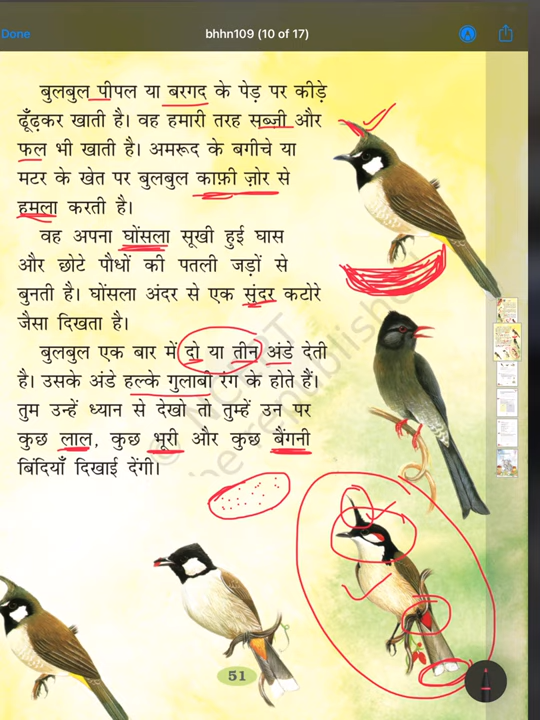 Done
bhhn109 (10 of 17)
बुलबुल पीपल या बरगद के पेड़ पर कीड़े
ढूँढ़कर खाती है। वह हमारी तरह सब्ज़ी और
फल भी खाती है। अमरूद के बगीचे या
मटर के खेत पर बुलबुल काफ़ी ज़ोर से
हमला करती है।
वह अपना घोंसला सूखी हुई घास
और छोटे पौधों की पतली जड़ों से
बुनती है। घोंसला अंदर से एक सुंदर कटोरे
जैसा दिखता है।
बुलबुल एक बार में दो या तीन अंडे देती
है। उसके अंडे हल्के गुलाबी रंग के होते हैं।
तुम उन्हें ध्यान से देखो तो तुम्हें उन पर
कुछ लाल, कुछ भूरी और कुछ बैंगनी
बिंदियाँ दिखाई देंगी।
51